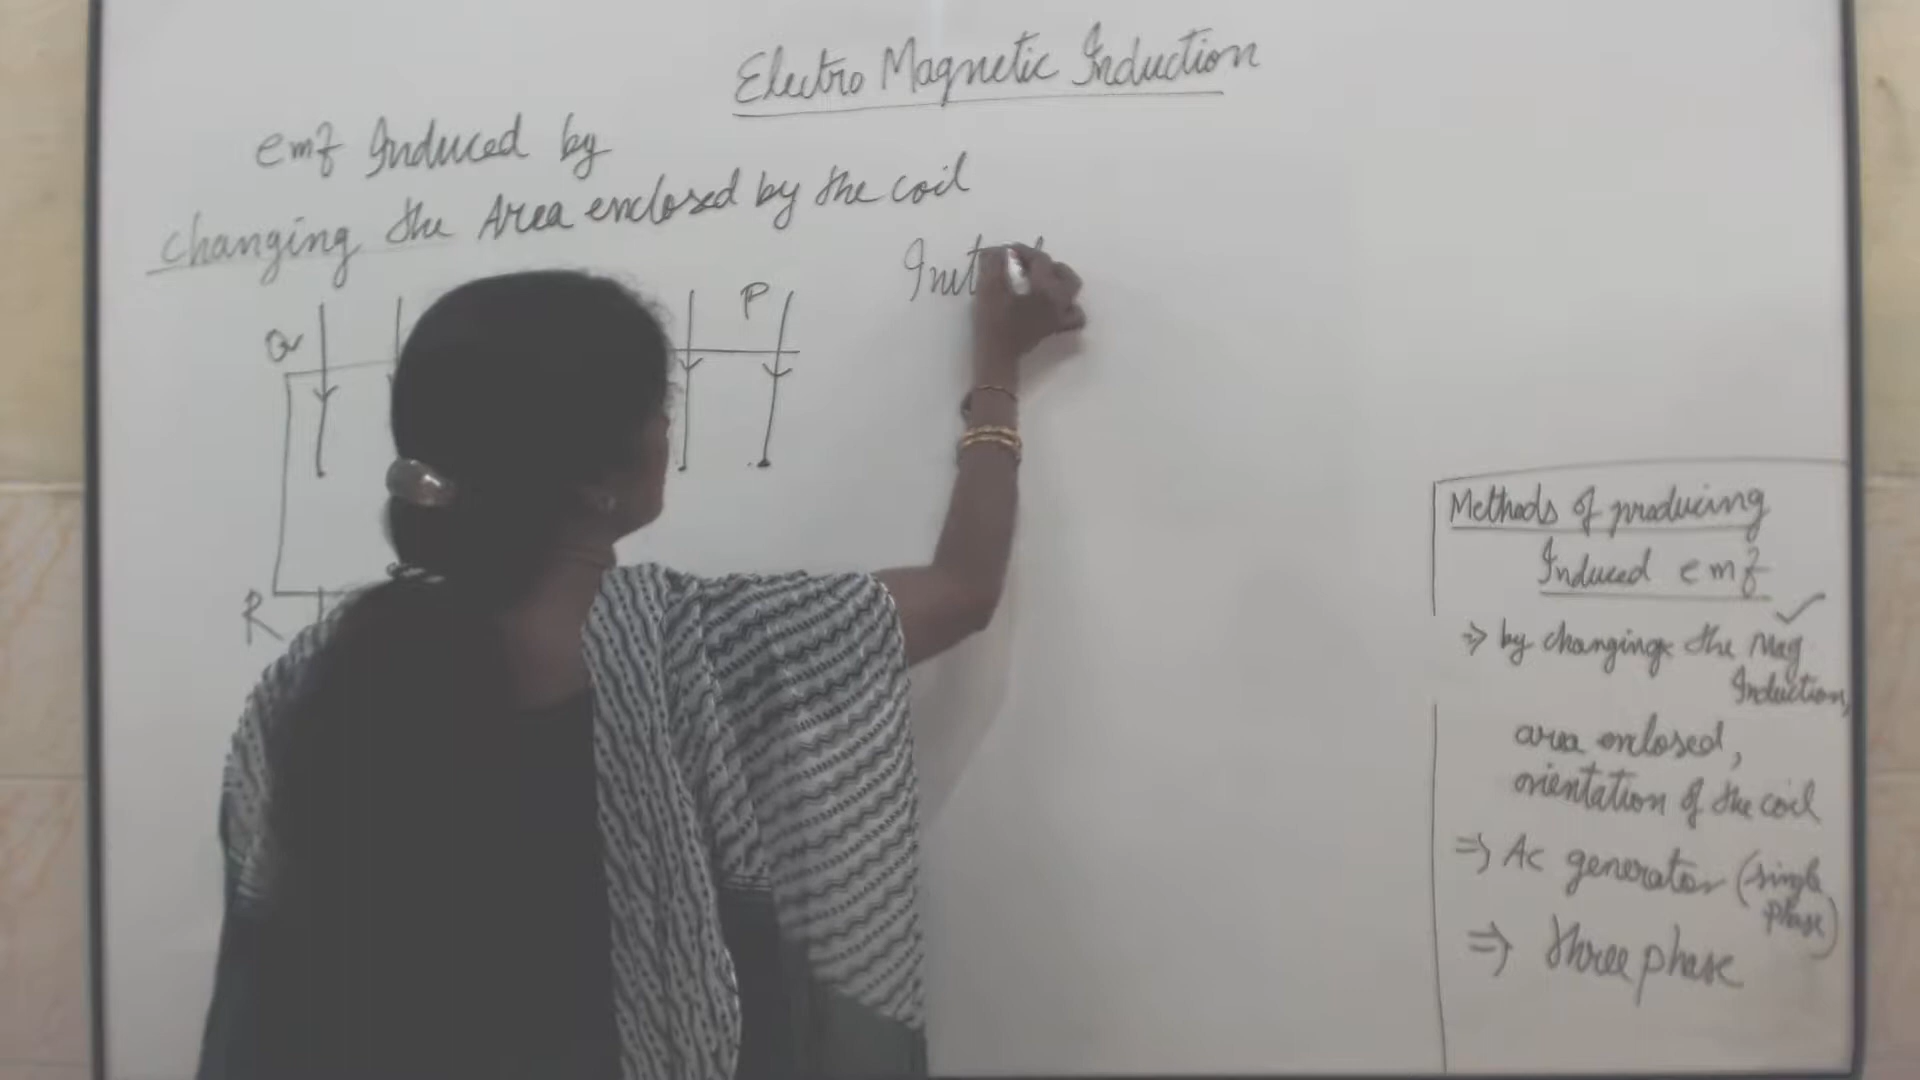 Electro Magnetic Induction
emf Induced by
changing the Area enclosed by the coil
P
Q
R
Methods of producing
Induced emf
⇒ by changing the Mag
Induction,
area enclosed,
orientation of the coil
⇒ Ac generator (single
phase)
⇒ three phase